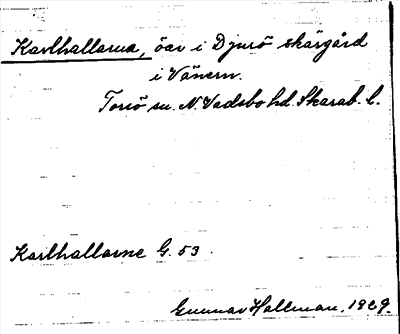 Karlhallarna, öar i Djurö skärgård
i Vänern.
Torsö sn. N. Vadsbo hd. Skarab. l.
Karlhallarne G. 53.
Gunnar Hallman, 1929.